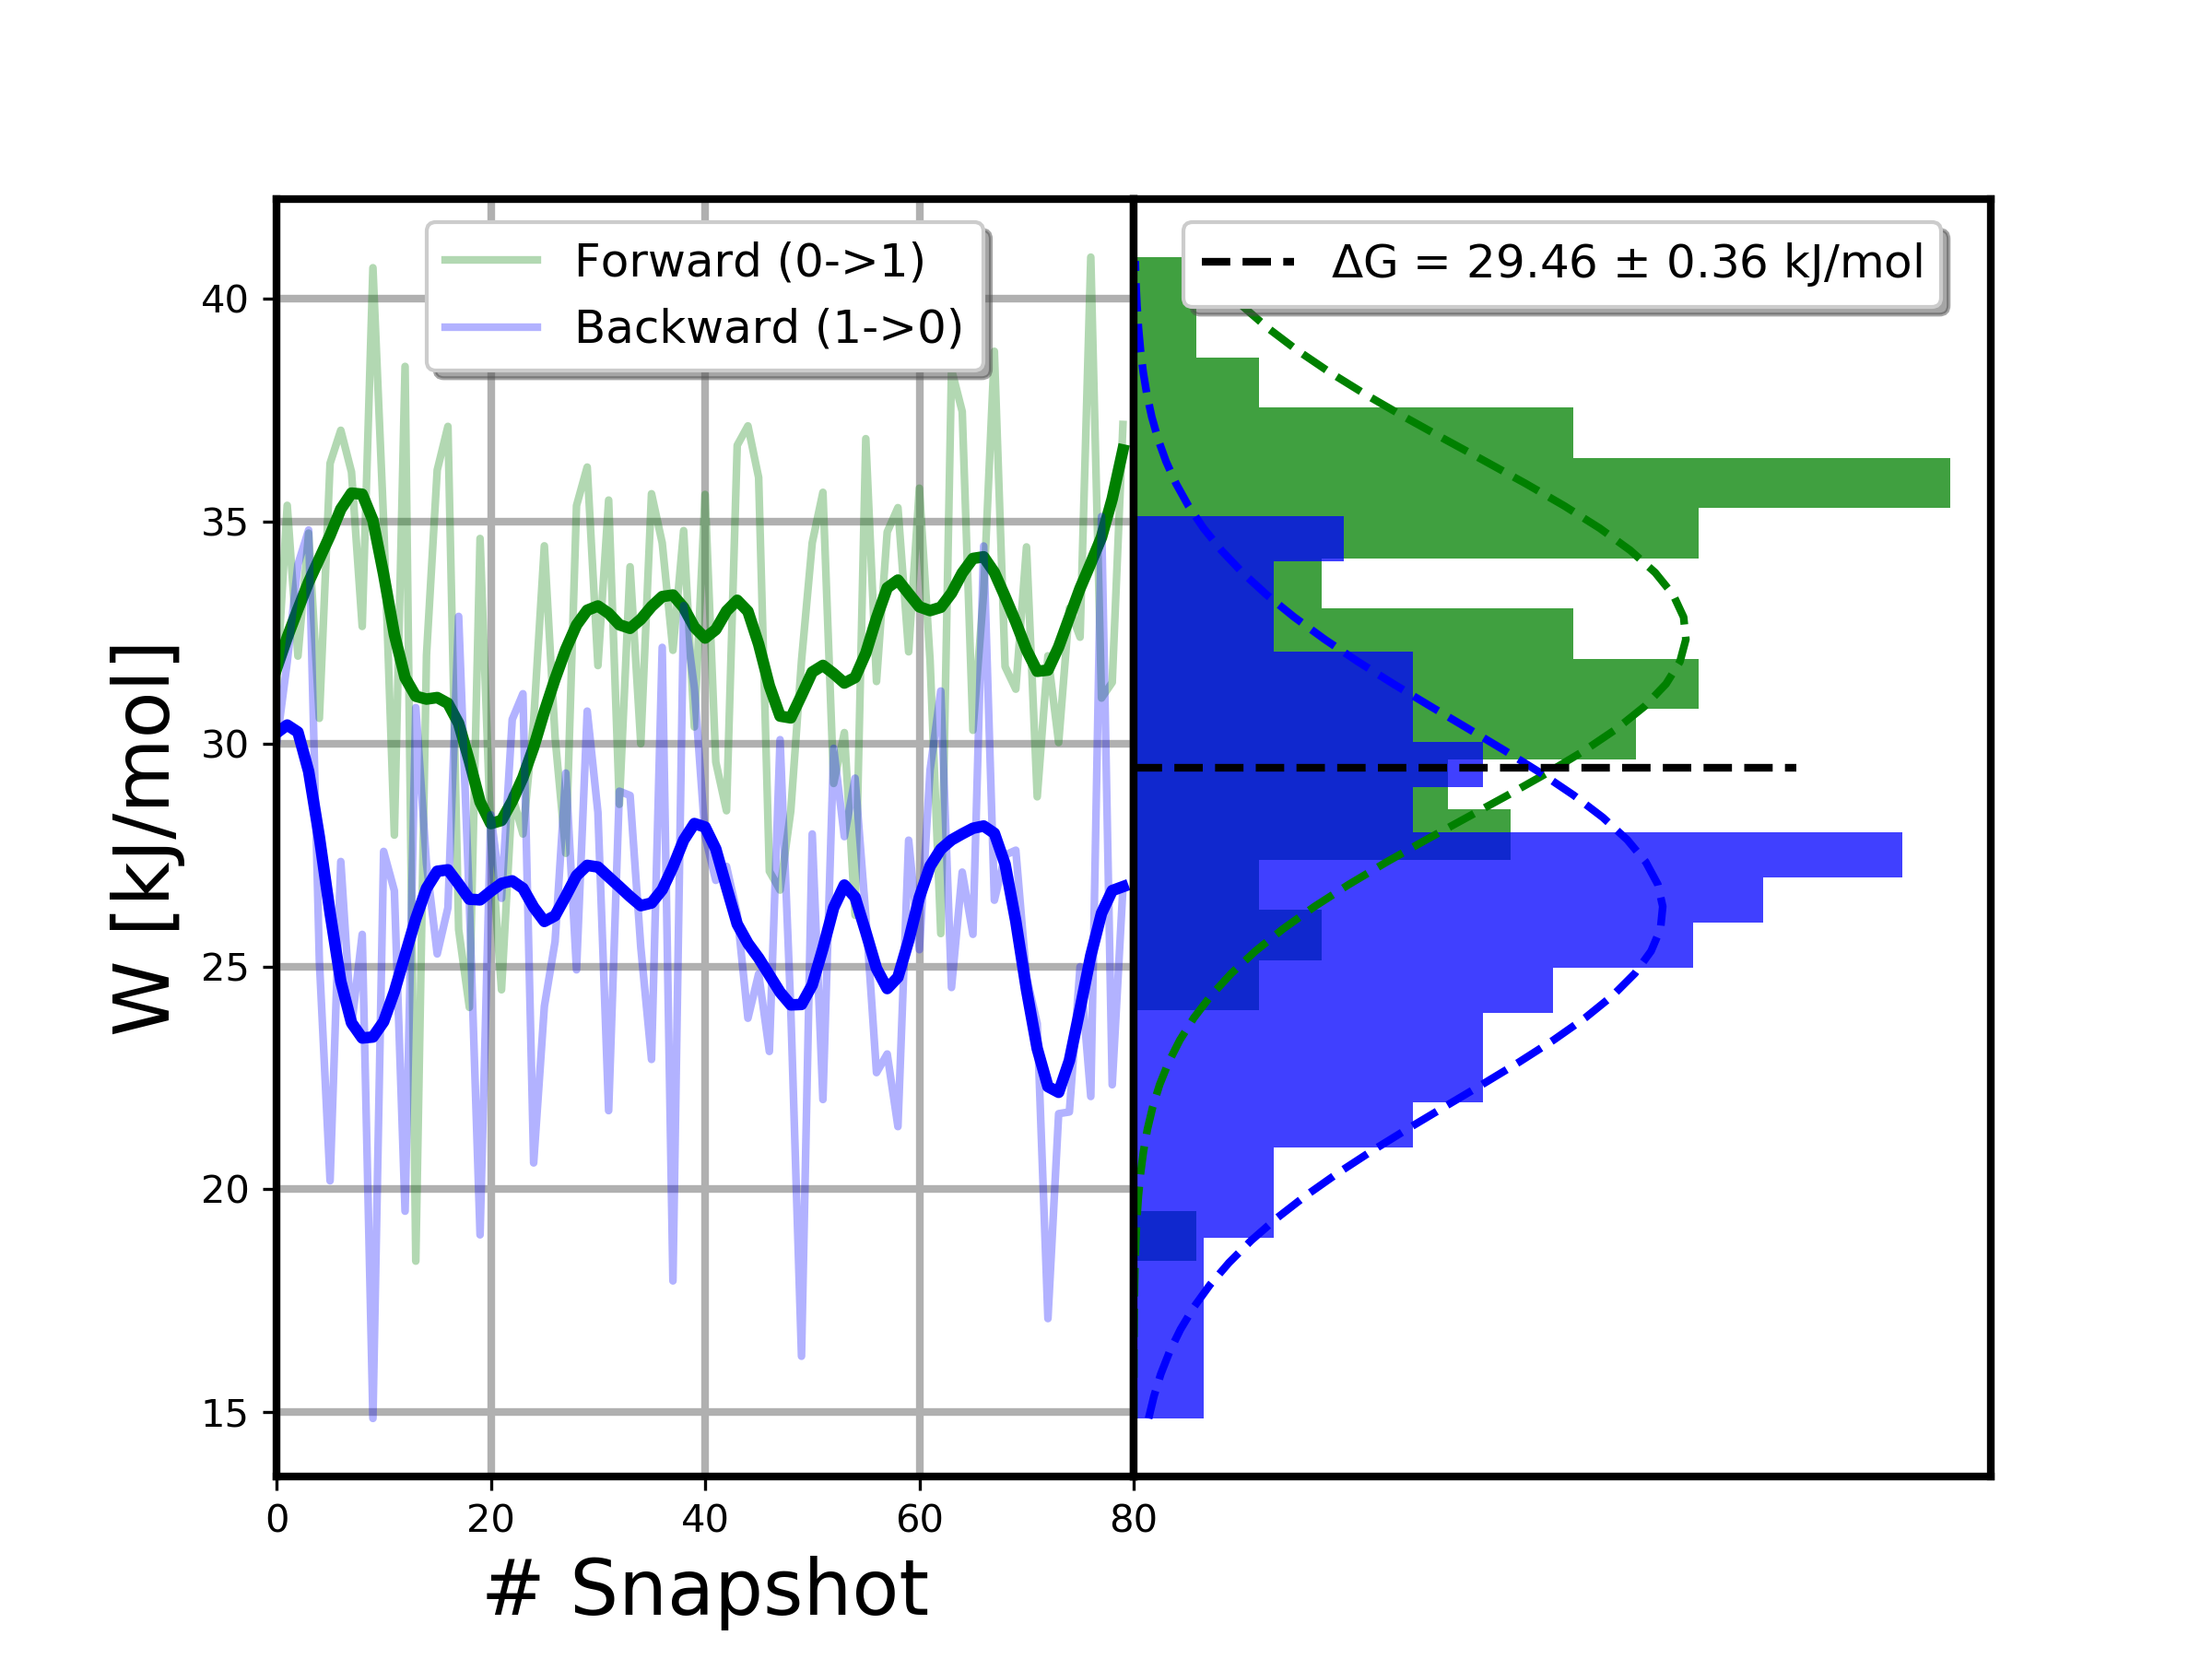 Forward (0->1)
Backward (1->0)
ΔG = 29.46 ± 0.36 kJ/mol
40
35
30
25
20
15
W [kJ/mol]
0 20 40 60 80
# Snapshot